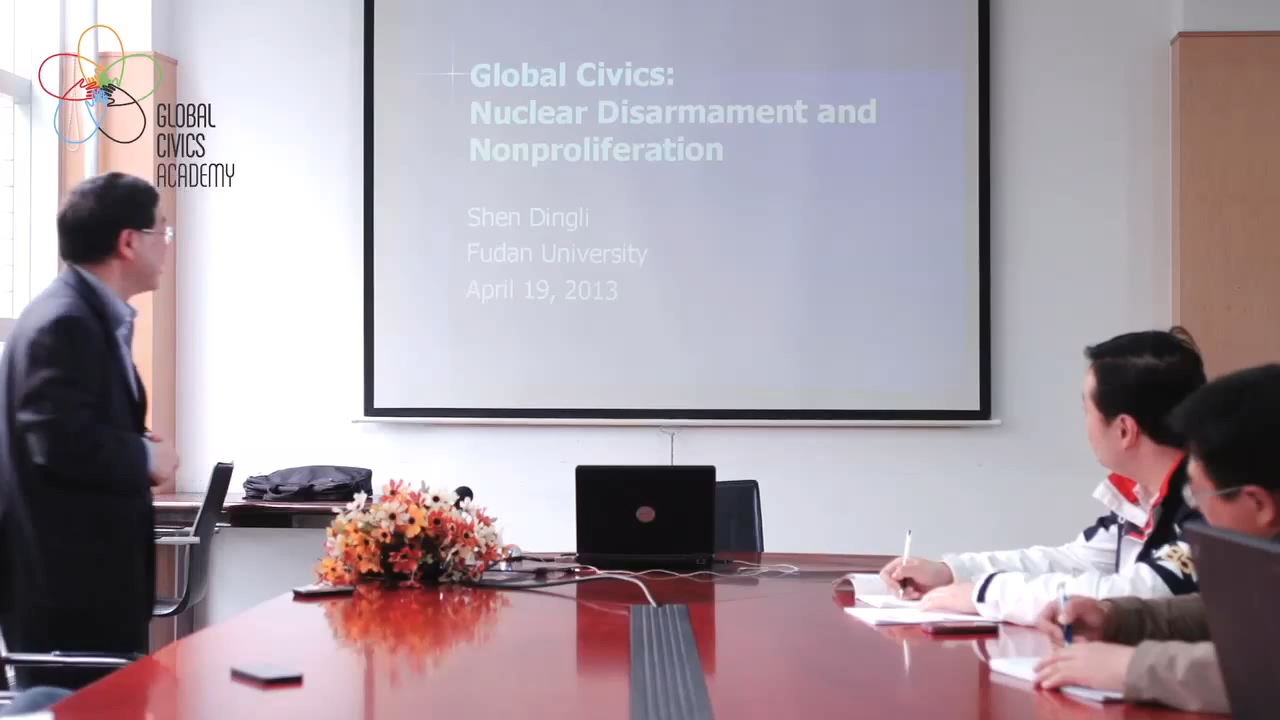 GLOBAL
CIVICS
ACADEMY
Global Civics:
Nuclear Disarmament and
Nonproliferation
Shen Dingli
Fudan University
April 19, 2013